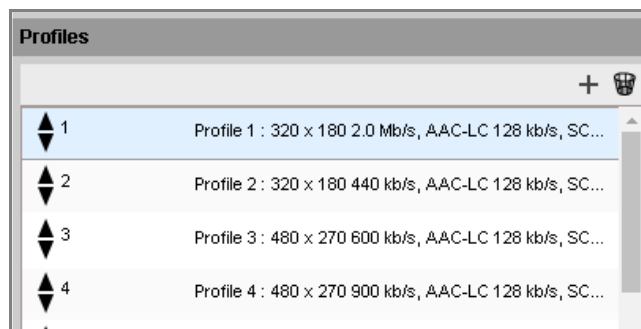 Profiles
1 Profile 1 : 320 x 180 2.0 Mb/s, AAC-LC 128 kb/s, SC...
2 Profile 2 : 320 x 180 440 kb/s, AAC-LC 128 kb/s, SC...
3 Profile 3 : 480 x 270 600 kb/s, AAC-LC 128 kb/s, SC...
4 Profile 4 : 480 x 270 900 kb/s, AAC-LC 128 kb/s, SC...